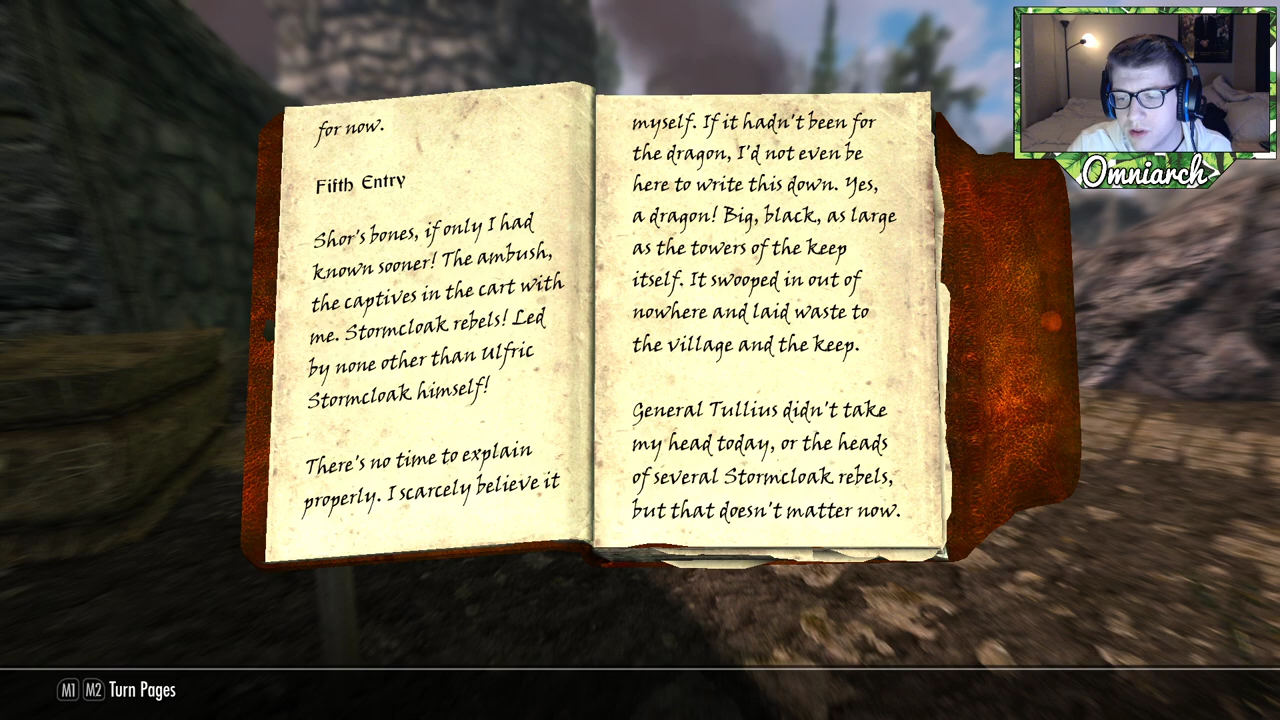 for now.
Fifth Entry
Shor's bones, if only I had
known sooner! The ambush,
the captives in the cart with
me. Stormcloak rebels! Led
by none other than Ulfric
Stormcloak himself!
There's no time to explain
properly. I scarcely believe it
myself. If it hadn't been for
the dragon, I'd not even be
here to write this down. Yes,
a dragon! Big, black, as large
as the towers of the keep
itself. It swooped in out of
nowhere and laid waste to
the village and the keep.
General Tullius didn't take
my head today, or the heads
of several Stormcloak rebels,
but that doesn't matter now.
Omniarch
M1 M2 Turn Pages